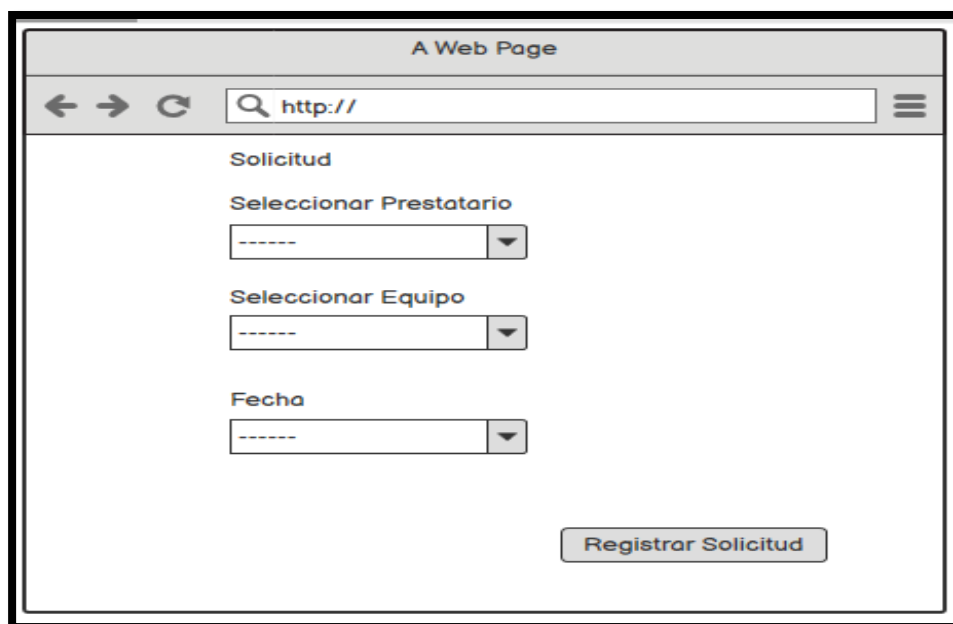 A Web Page
http://
Solicitud
Seleccionar Prestatario
------
Seleccionar Equipo
------
Fecha
------
Registrar Solicitud